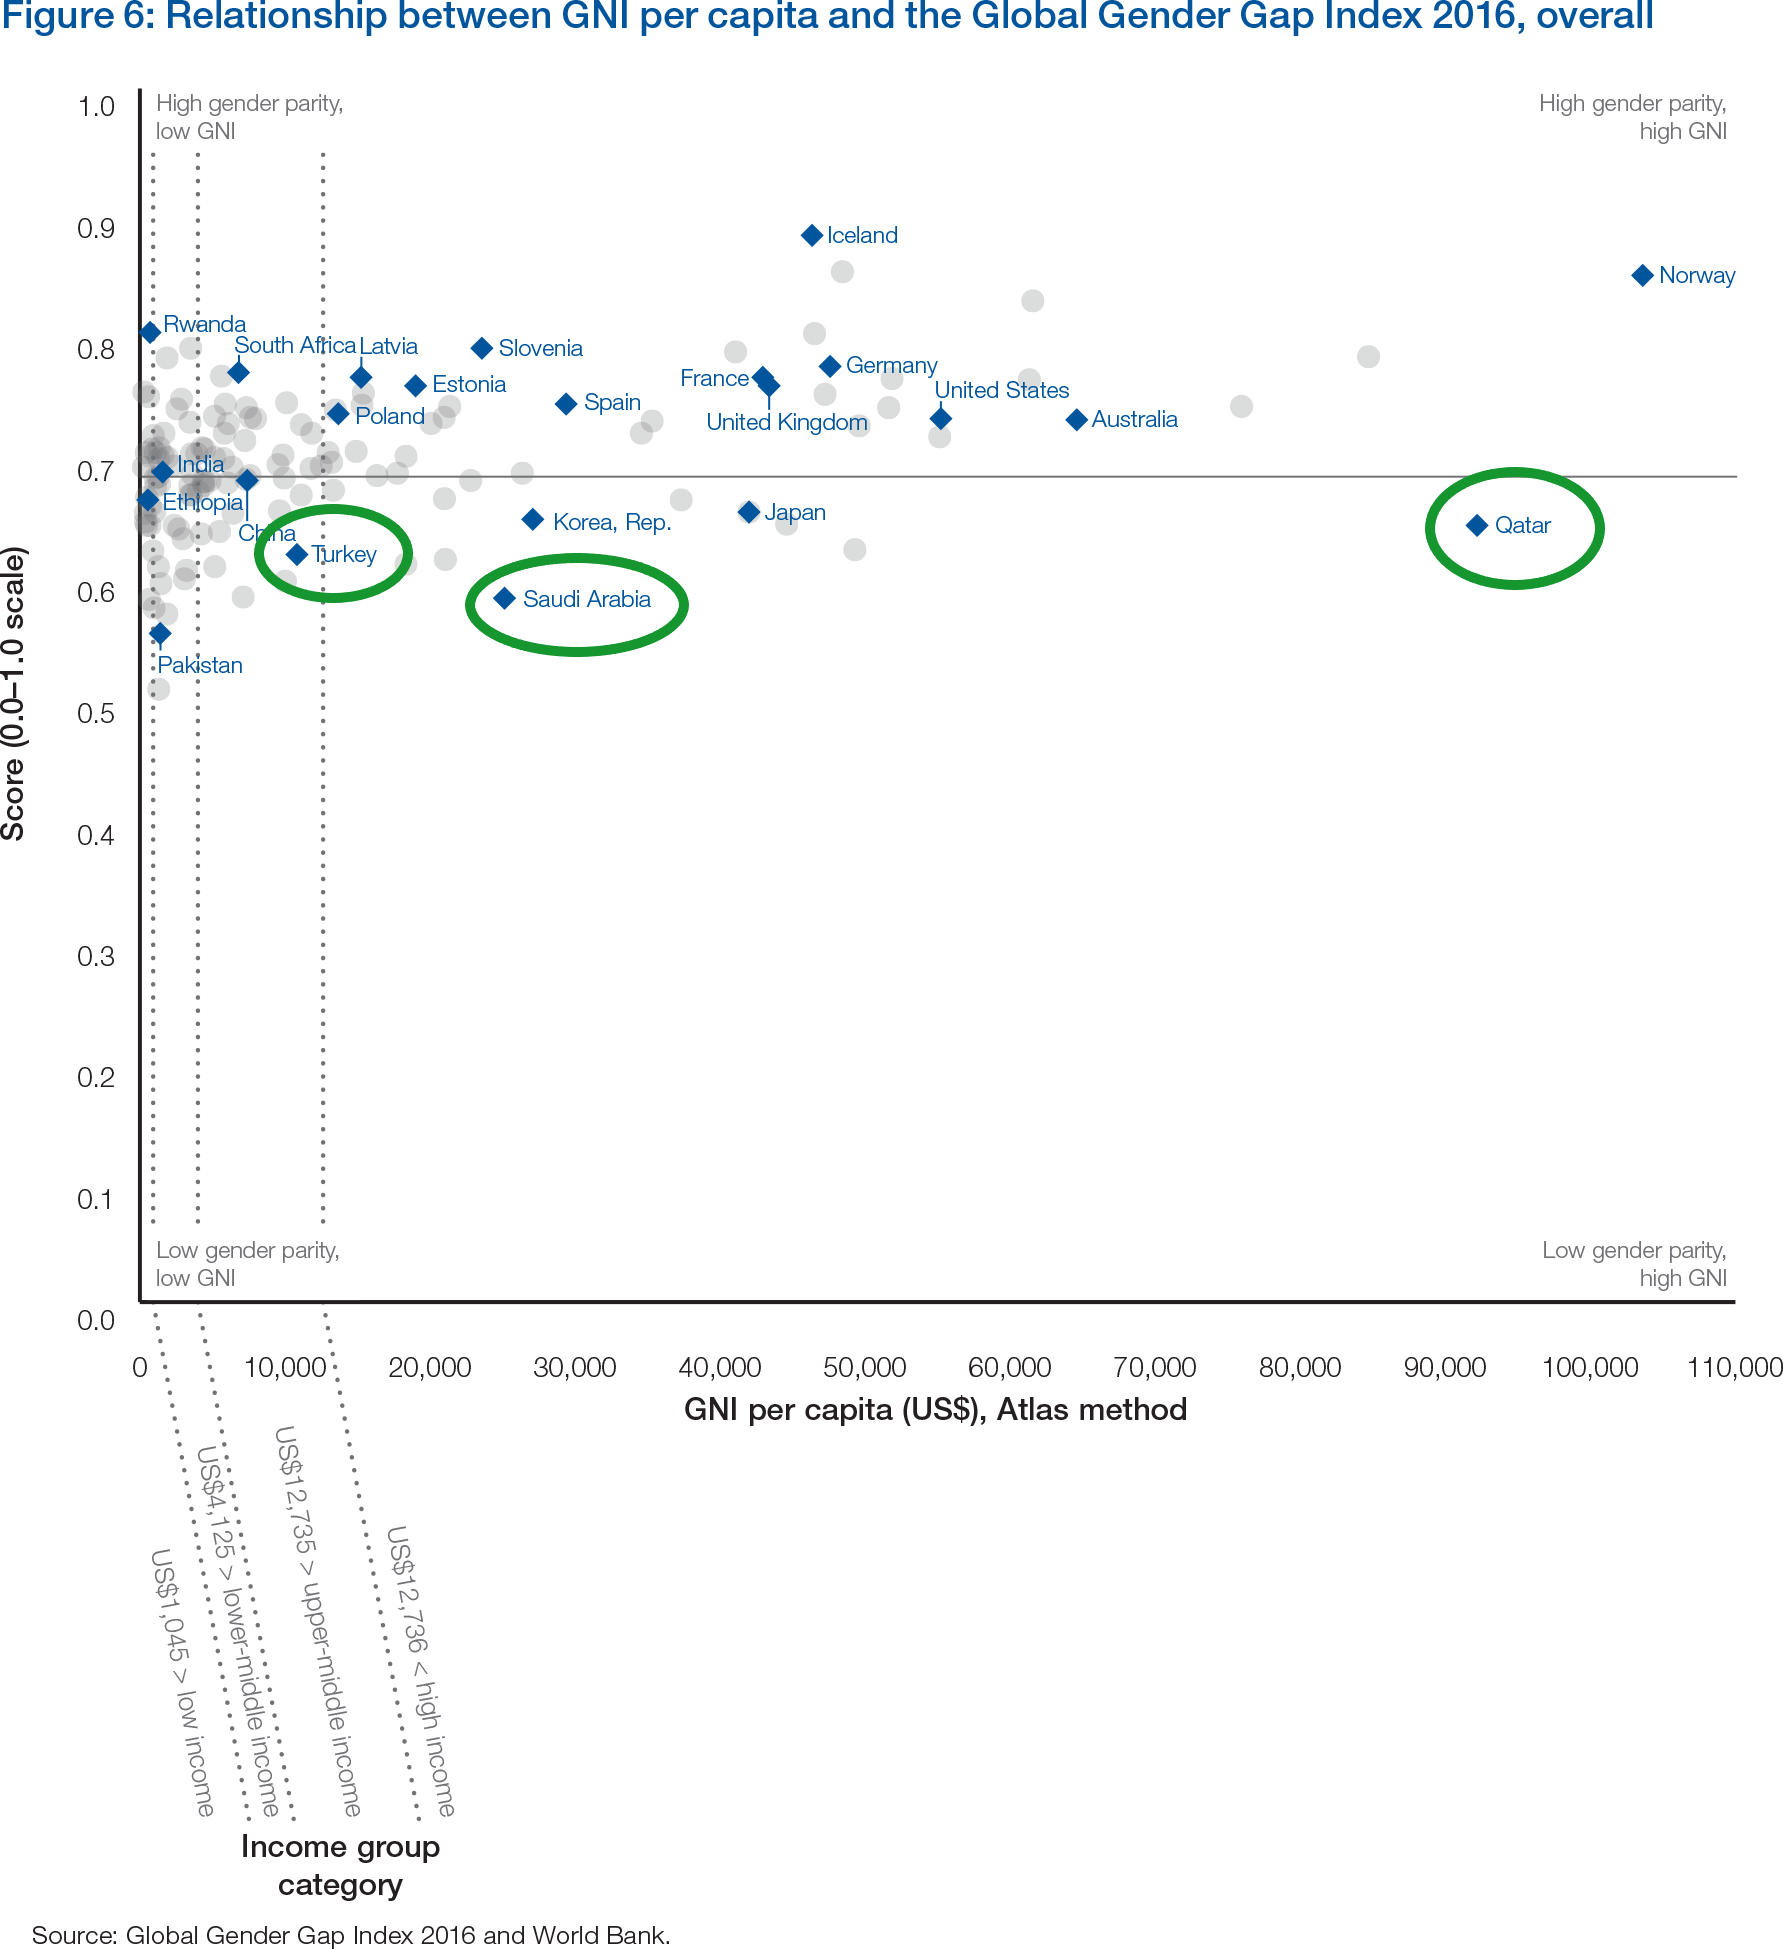 Figure 6: Relationship between GNI per capita and the Global Gender Gap Index 2016, overall
1.0
High gender parity,
low GNI
High gender parity,
high GNI
0.9
Iceland
Norway
Rwanda
0.8
South Africa
Latvia
Slovenia
Germany
France
Estonia
United States
Spain
Poland
United Kingdom
Australia
0.7
India
Ethiopia
Japan
Korea, Rep.
Qatar
China
Turkey
0.6
Saudi Arabia
Pakistan
0.5
0.4
0.3
0.2
0.1
Low gender parity,
low GNI
Low gender parity,
high GNI
0.0
Score (0.0–1.0 scale)
0 10,000 20,000 30,000 40,000 50,000 60,000 70,000 80,000 90,000 100,000 110,000
GNI per capita (US$), Atlas method
US$1,045 > low income
US$4,125 > lower-middle income
US$12,735 > upper-middle income
US$12,736 < high income
Income group
category
Source: Global Gender Gap Index 2016 and World Bank.